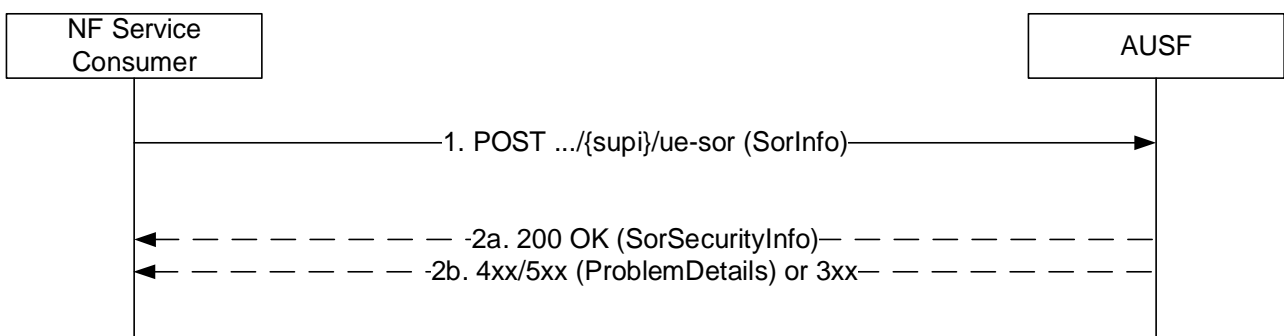 NF Service
Consumer
AUSF
1. POST .../{supi}/ue-sor (SorInfo)
2a. 200 OK (SorSecurityInfo)
2b. 4xx/5xx (ProblemDetails) or 3xx